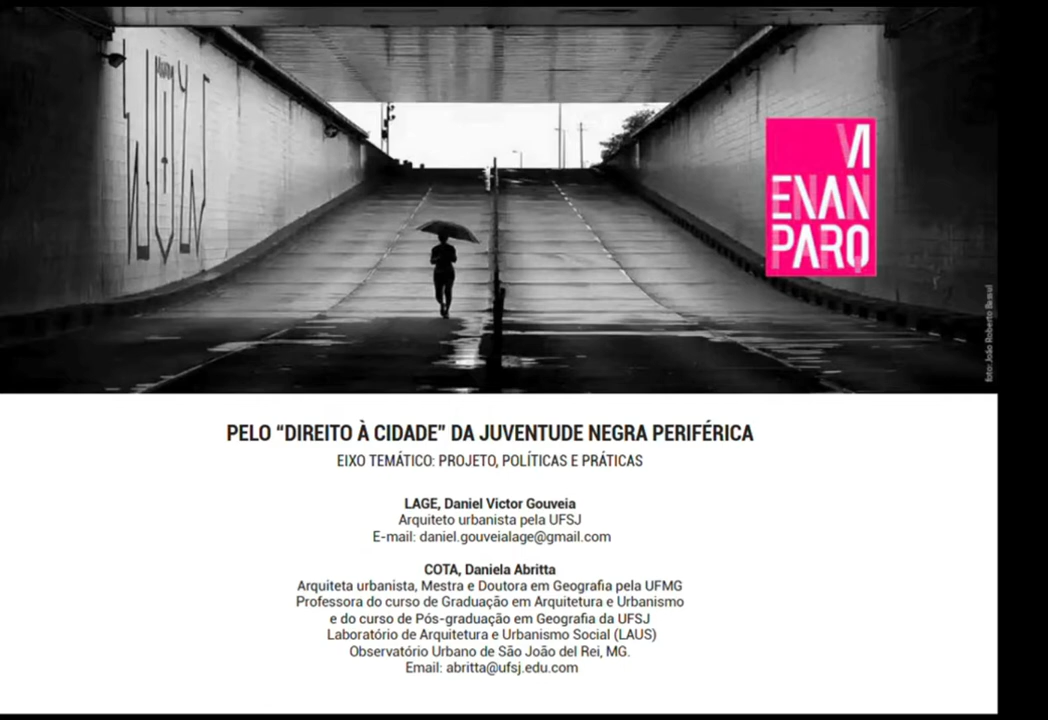 VI
ENAN
PARQ
foto: João Roberto Bessel
PELO “DIREITO À CIDADE” DA JUVENTUDE NEGRA PERIFÉRICA
EIXO TEMÁTICO: PROJETO, POLÍTICAS E PRÁTICAS
LAGE, Daniel Victor Gouveia
Arquiteto urbanista pela UFSJ
E-mail: daniel.gouveialage@gmail.com
COTA, Daniela Abritta
Arquiteta urbanista, Mestra e Doutora em Geografia pela UFMG
Professora do curso de Graduação em Arquitetura e Urbanismo
e do curso de Pós-graduação em Geografia da UFSJ
Laboratório de Arquitetura e Urbanismo Social (LAUS)
Observatório Urbano de São João del Rei, MG.
Email: abritta@ufsj.edu.com